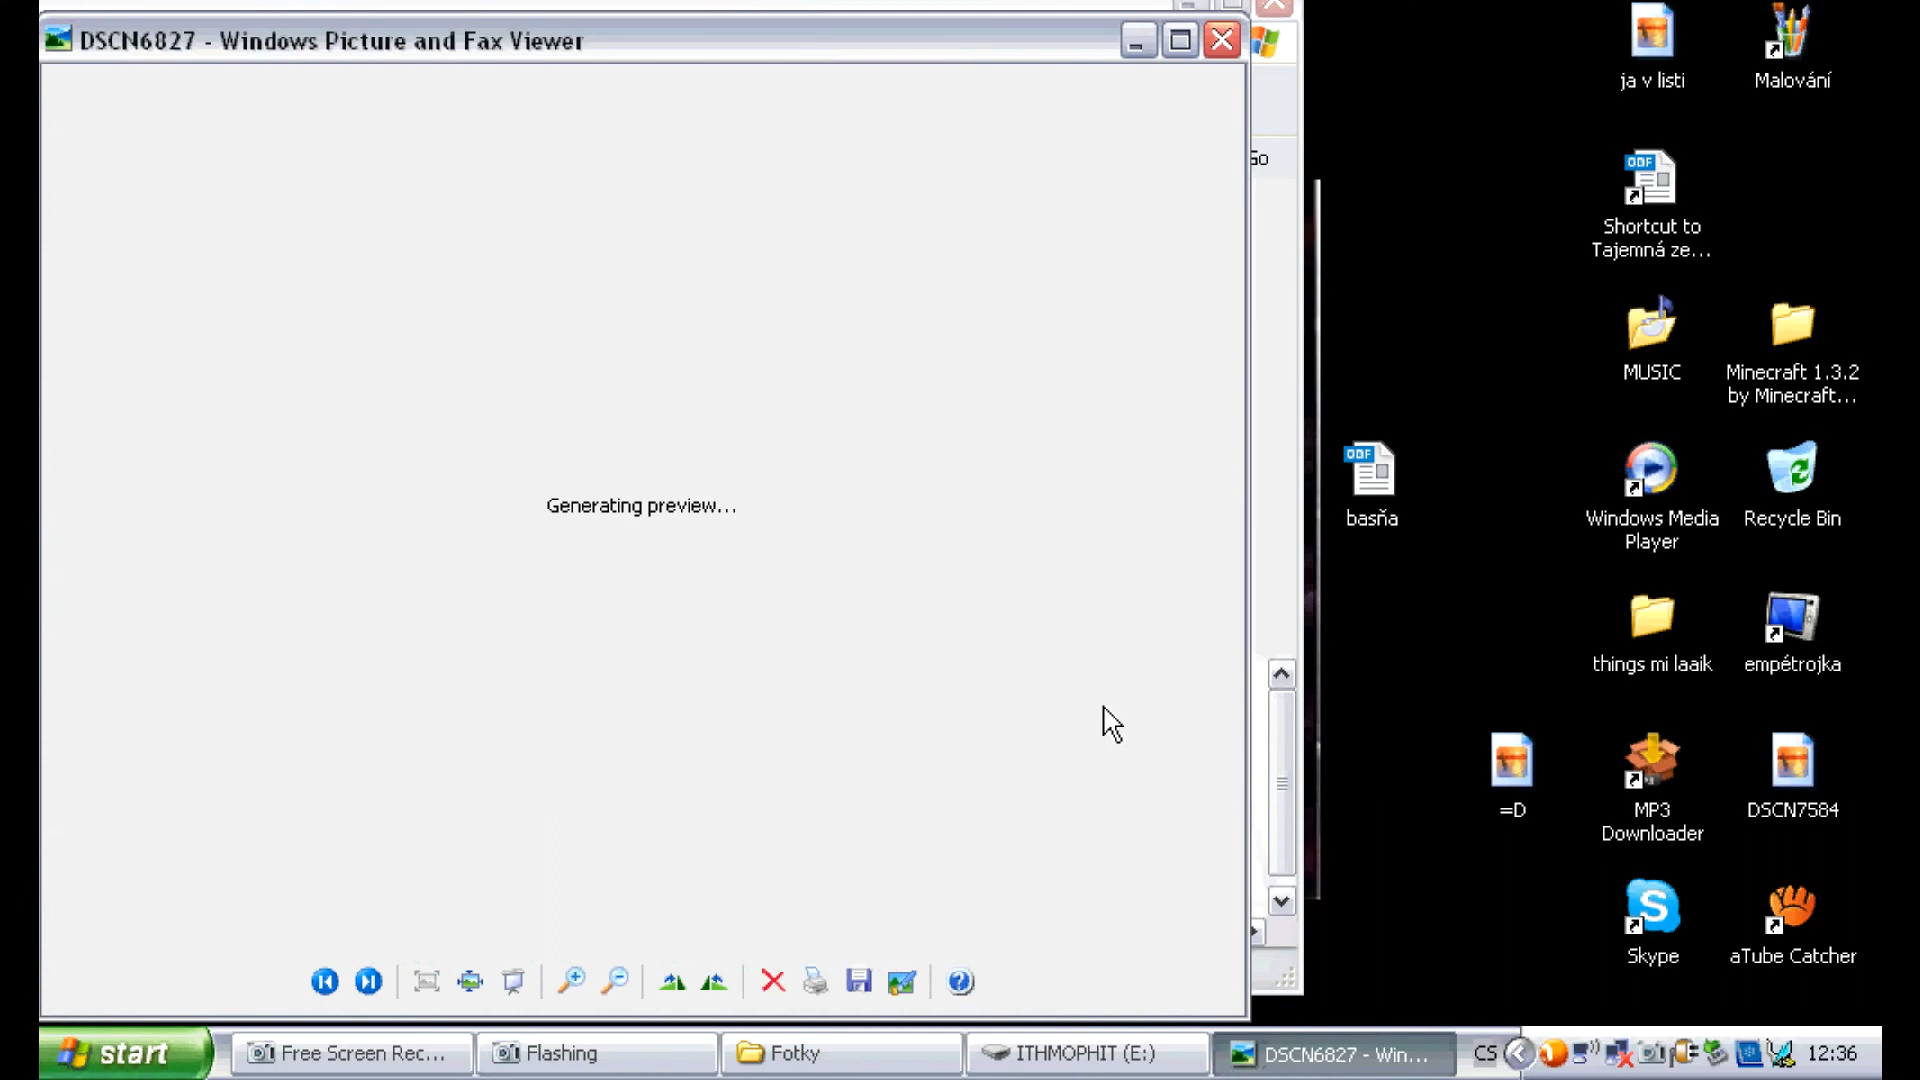 DSCN6827 - Windows Picture and Fax Viewer
Generating preview...
ja v listi
Malování
ODF
Shortcut to
Tajemná ze...
MUSIC
Minecraft 1.3.2
by Minecraft...
ODF
basňa
Windows Media
Player
Recycle Bin
things mi laaik
empétrojka
=D
MP3
Downloader
DSCN7584
Skype
aTube Catcher
start
Free Screen Rec...
Flashing
Fotky
ITHMOPHIT (E:)
DSCN6827 - Win...
CS
12:36